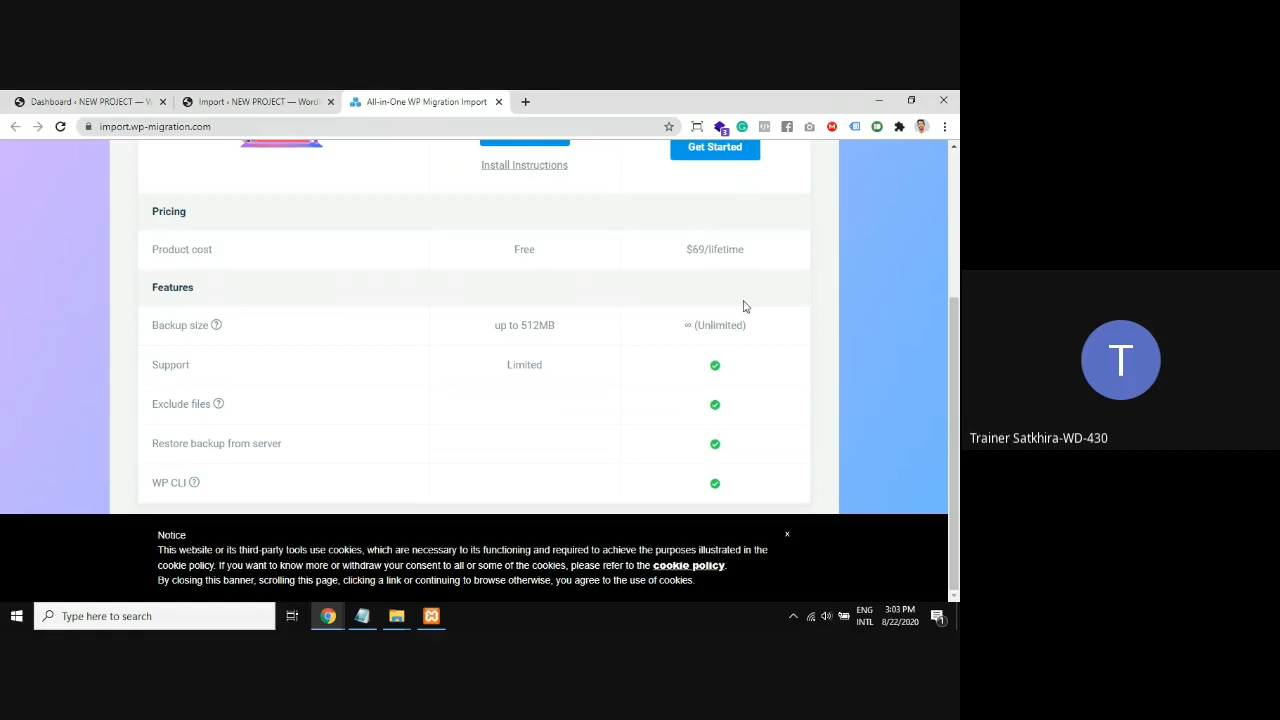 Dashboard ‹ NEW PROJECT — W
Import ‹ NEW PROJECT — Word
All-in-One WP Migration Import
import.wp-migration.com
3
Get Started
Install Instructions
Pricing
Product cost
Free
$69/lifetime
Features
Backup size ?
up to 512MB
∞ (Unlimited)
Support
Limited
Exclude files ?
Restore backup from server
WP CLI ?
Notice
x
This website or its third-party tools use cookies, which are necessary to its functioning and required to achieve the purposes illustrated in the
cookie policy. If you want to know more or withdraw your consent to all or some of the cookies, please refer to the cookie policy.
By closing this banner, scrolling this page, clicking a link or continuing to browse otherwise, you agree to the use of cookies.
Type here to search
ENG
INTL
3:03 PM
8/22/2020
1
T
Trainer Satkhira-WD-430